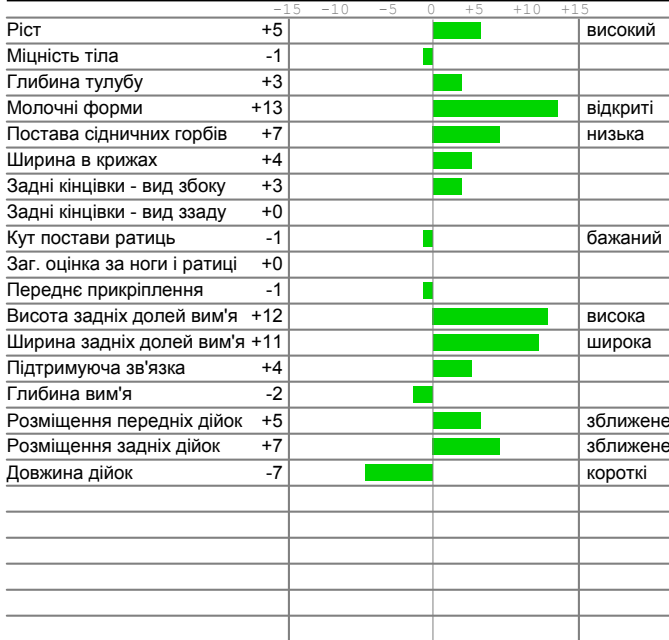 -15 -10 -5 0 +5 +10 +15
Ріст +5 високий
Міцність тіла -1
Глибина тулубу +3
Молочні форми +13 відкриті
Постава сідничних горбів +7 низька
Ширина в крижах +4
Задні кінцівки - вид збоку +3
Задні кінцівки - вид ззаду +0
Кут постави ратиць -1 бажаний
Заг. оцінка за ноги і ратиці +0
Переднє прикріплення -1
Висота задніх долей вим'я +12 висока
Ширина задніх долей вим'я +11 широка
Підтримуюча зв'язка +4
Глибина вим'я -2
Розміщення передніх дійок +5 зближене
Розміщення задніх дійок +7 зближене
Довжина дійок -7 короткі